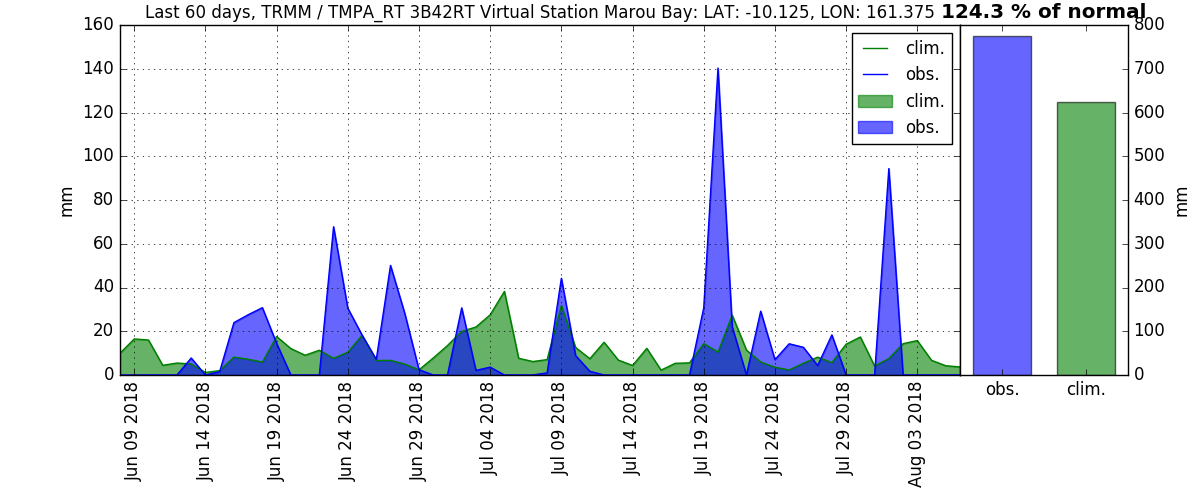 Last 60 days, TRMM / TMPA_RT 3B42RT Virtual Station Marou Bay: LAT: -10.125, LON: 161.375 124.3 % of normal
160
140
120
100
80
60
40
20
0
mm
clim.
obs.
clim.
obs.
Jun 09 2018
Jun 14 2018
Jun 19 2018
Jun 24 2018
Jun 29 2018
Jul 04 2018
Jul 09 2018
Jul 14 2018
Jul 19 2018
Jul 24 2018
Jul 29 2018
Aug 03 2018
800
700
600
500
400
300
200
100
0
mm
obs.
clim.